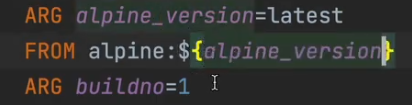 ARG alpine_version=latest
FROM alpine:${alpine_version}
ARG buildno=1